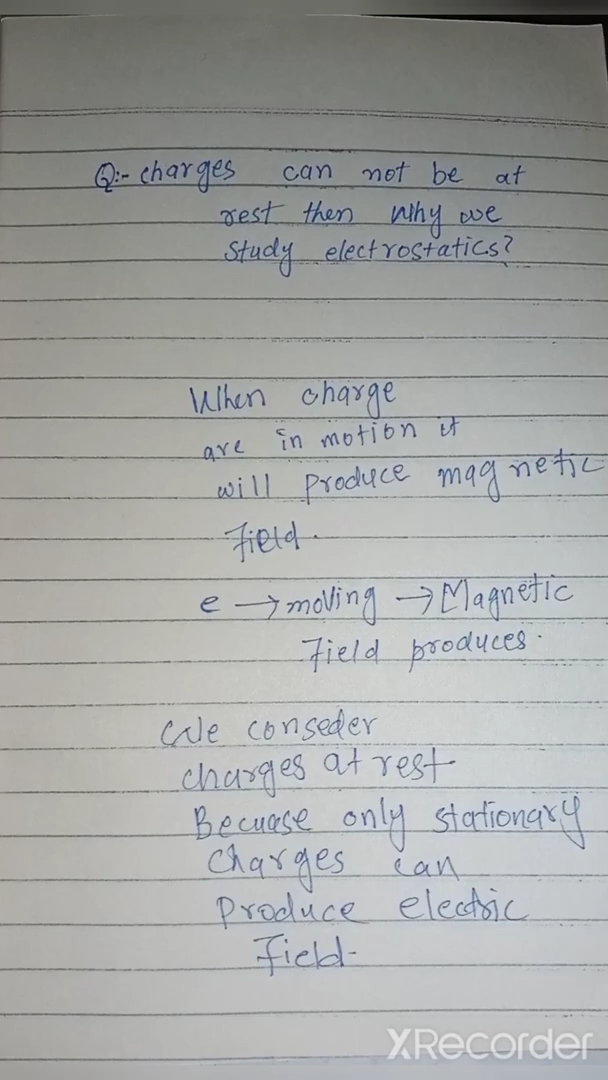 Q:- charges can not be at
rest then why we
study electrostatics?
When charge
are in motion it
will produce magnetic
Field.
e → moving → Magnetic
Field produces.
We conseder
charges at rest
Becuase only stationary
charges can
produce electric
Field-
XRecorder